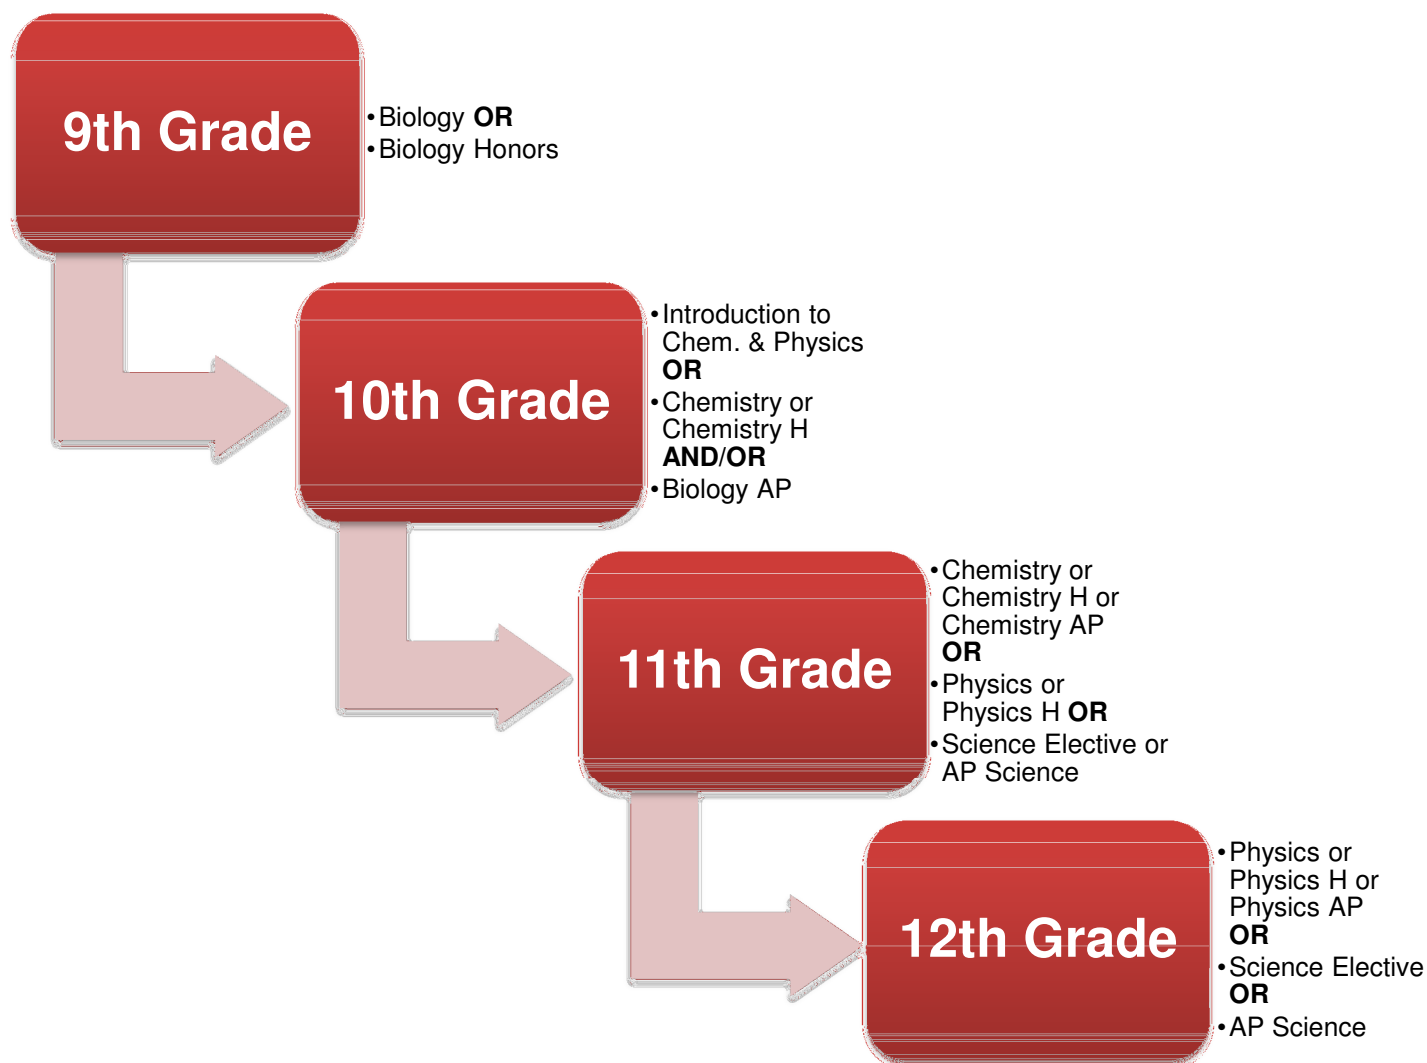 9th Grade
•Biology OR
•Biology Honors
10th Grade
•Introduction to
Chem. & Physics
OR
•Chemistry or
Chemistry H
AND/OR
•Biology AP
11th Grade
•Chemistry or
Chemistry H or
Chemistry AP
OR
•Physics or
Physics H OR
•Science Elective or
AP Science
12th Grade
•Physics or
Physics H or
Physics AP
OR
•Science Elective
OR
•AP Science